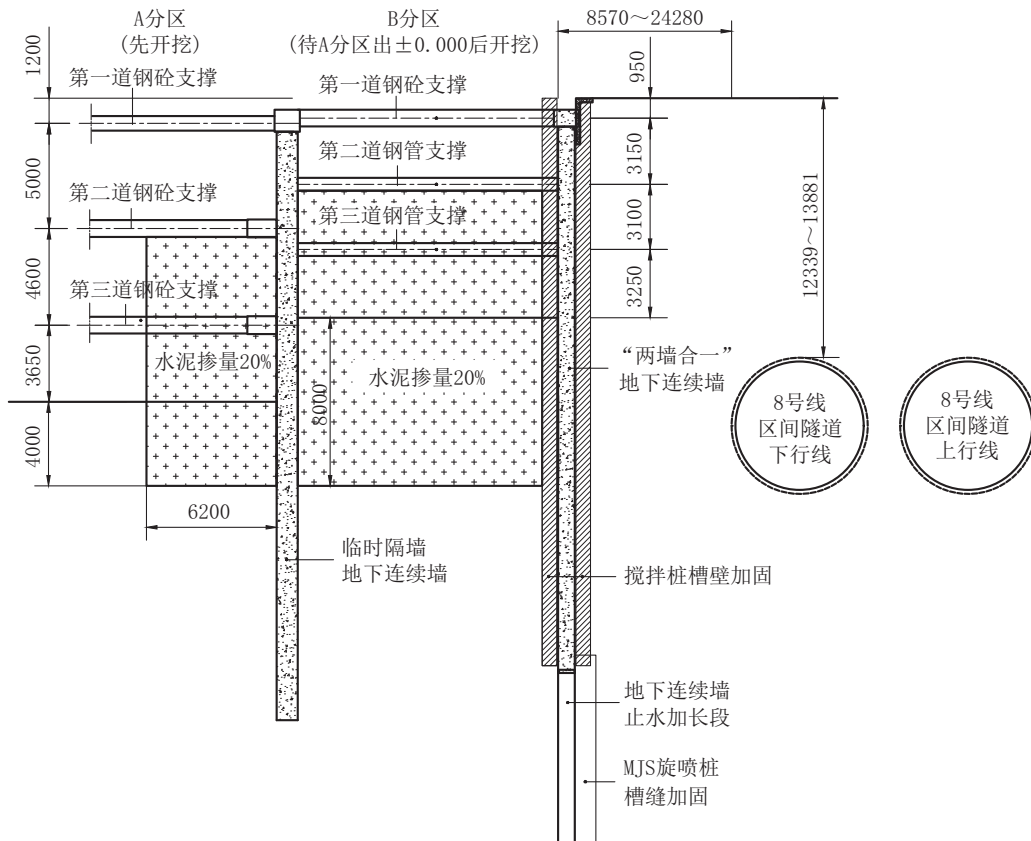 A分区
(先开挖)
B分区
(待A分区出±0.000后开挖)
8570～24280
1200
950
第一道钢砼支撑
第一道钢砼支撑
5000
3150
第二道钢管支撑
第二道钢砼支撑
第三道钢管支撑
3100
12339～13881
4600
3250
第三道钢砼支撑
水泥掺量20%
水泥掺量20%
3650
8000
“两墙合一”
地下连续墙
8号线
区间隧道
下行线
8号线
区间隧道
上行线
4000
6200
临时隔墙
地下连续墙
搅拌桩槽壁加固
地下连续墙
止水加长段
MJS旋喷桩
槽缝加固